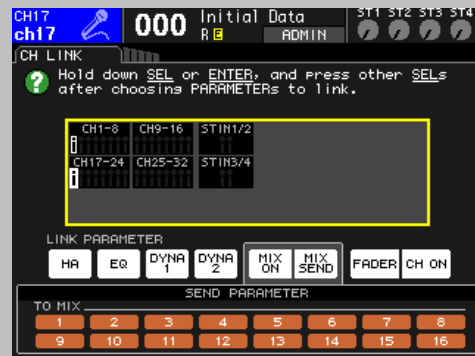 CH17
ch17
000
Initial Data
R E
ADMIN
ST1 ST2 ST3 ST4
CH LINK
Hold down SEL or ENTER, and press other SELs
after choosing PARAMETERs to link.
CH1-8 CH9-16 STIN1/2
CH17-24 CH25-32 STIN3/4
LINK PARAMETER
HA EQ DYNA 1 DYNA 2 MIX ON MIX SEND FADER CH ON
SEND PARAMETER
TO MIX
1 2 3 4 5 6 7 8
9 10 11 12 13 14 15 16